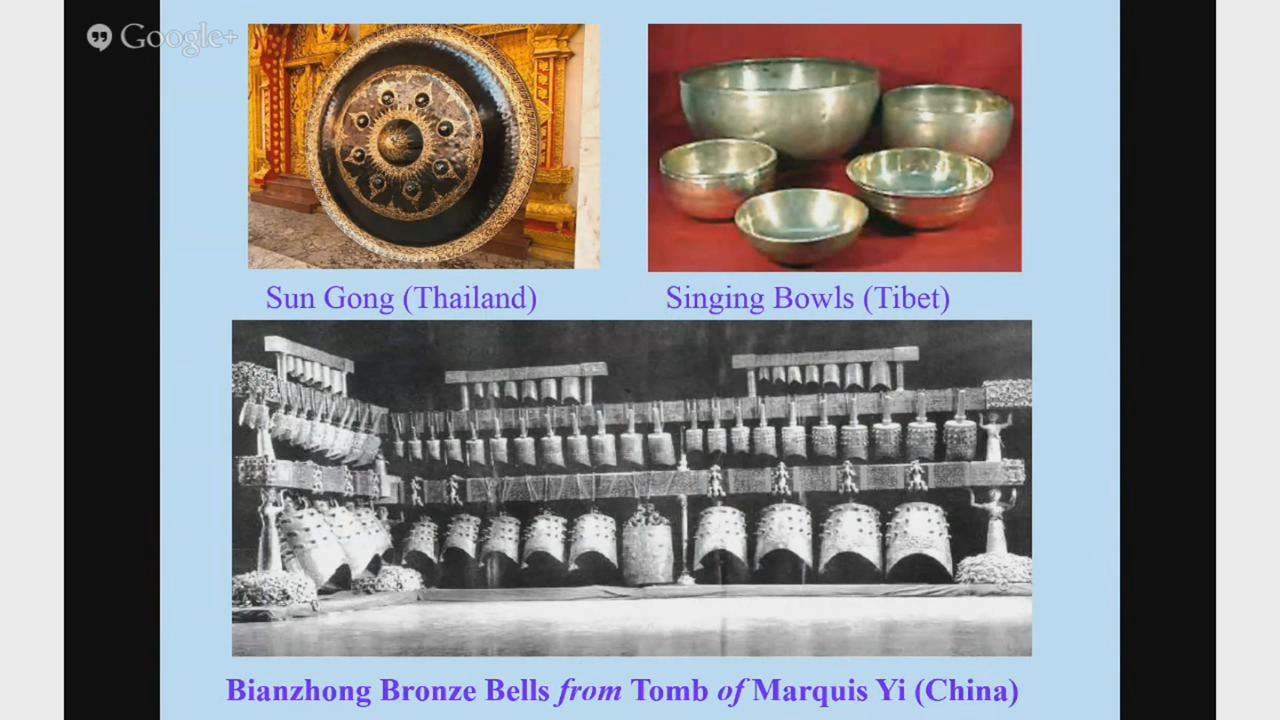 Google+
Sun Gong (Thailand)
Singing Bowls (Tibet)
Bianzhong Bronze Bells from Tomb of Marquis Yi (China)